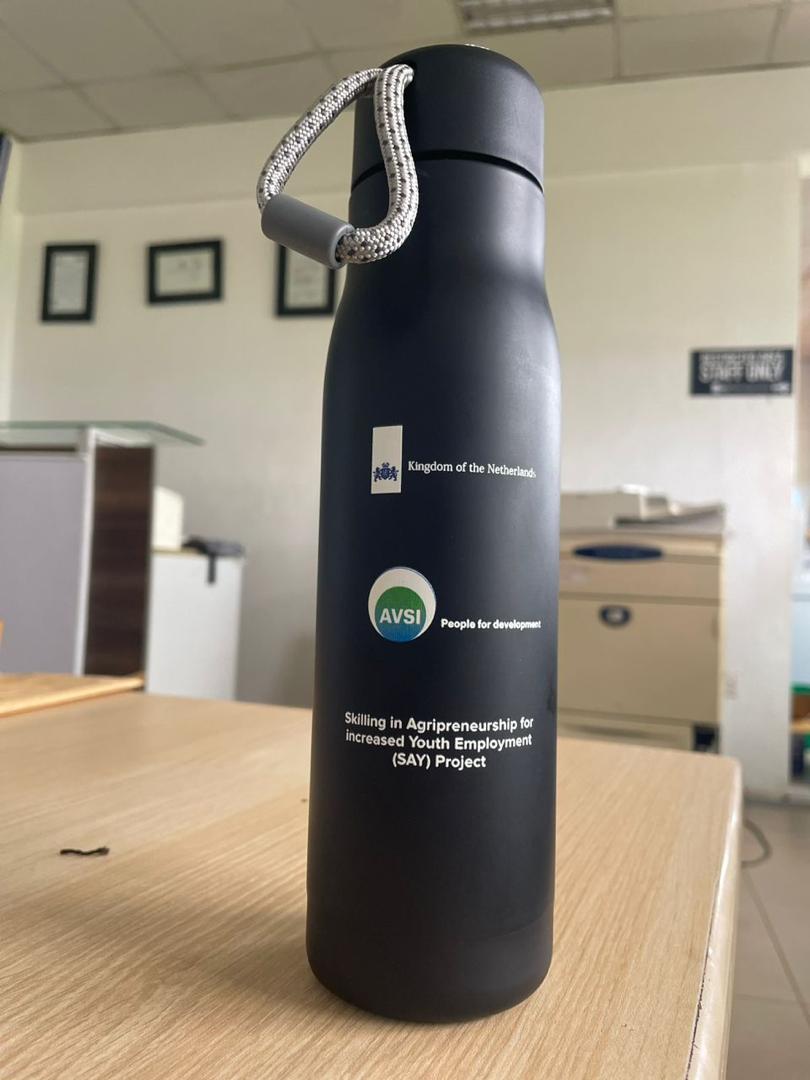 STAFF ONLY
Kingdom of the Netherlands
AVSI
People for development
Skilling in Agripreneurship for
increased Youth Employment
(SAY) Project